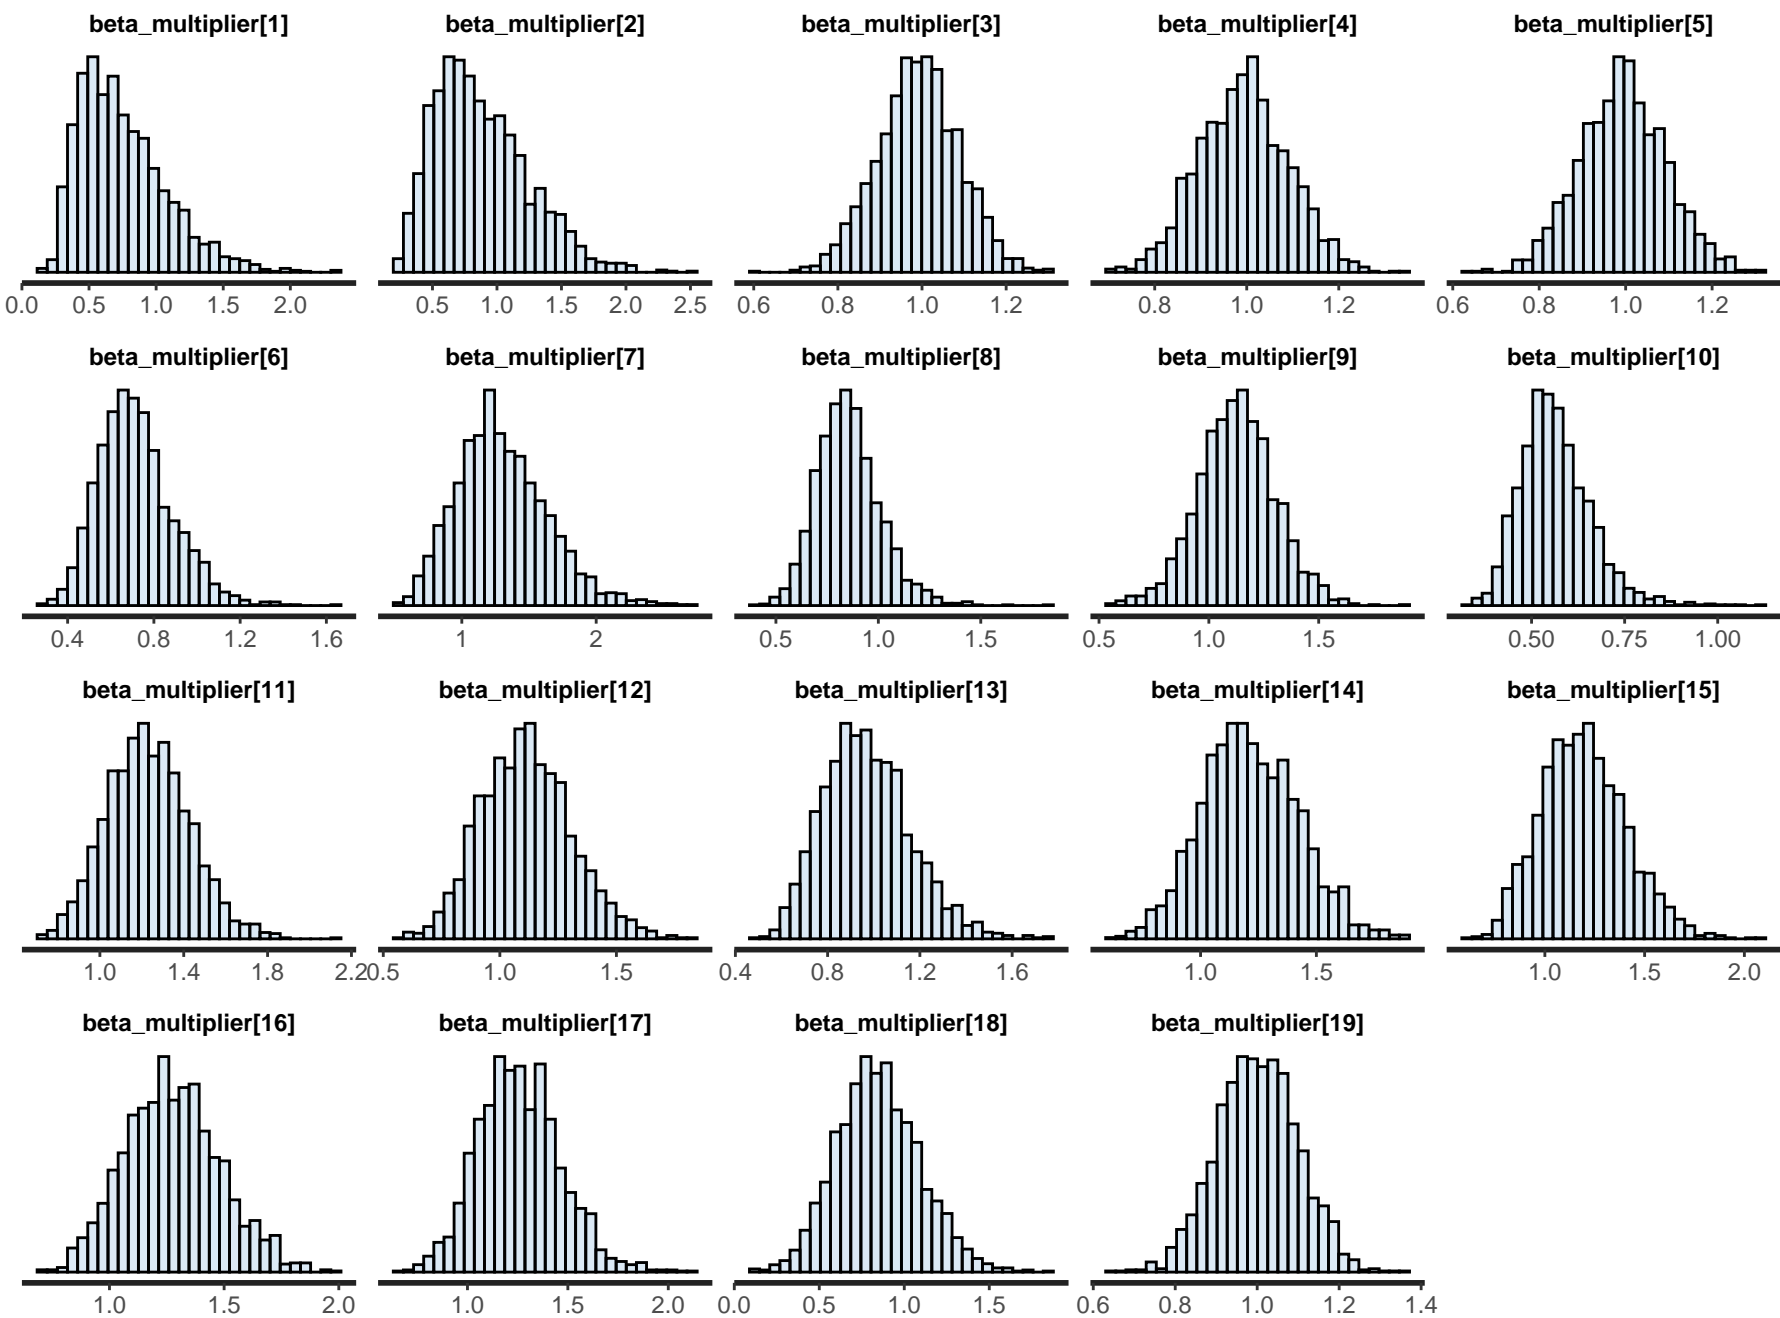 beta_multiplier[1] beta_multiplier[2] beta_multiplier[3] beta_multiplier[4] beta_multiplier[5]
0.0 0.5 1.0 1.5 2.0 0.5 1.0 1.5 2.0 2.5 0.6 0.8 1.0 1.2 0.8 1.0 1.2 0.6 0.8 1.0 1.2
beta_multiplier[6] beta_multiplier[7] beta_multiplier[8] beta_multiplier[9] beta_multiplier[10]
0.4 0.8 1.2 1.6 1 2 0.5 1.0 1.5 0.5 1.0 1.5 0.50 0.75 1.00
beta_multiplier[11] beta_multiplier[12] beta_multiplier[13] beta_multiplier[14] beta_multiplier[15]
1.0 1.4 1.8 2.2 0.5 1.0 1.5 0.4 0.8 1.2 1.6 1.0 1.5 1.0 1.5 2.0
beta_multiplier[16] beta_multiplier[17] beta_multiplier[18] beta_multiplier[19]
1.0 1.5 2.0 1.0 1.5 2.0 0.0 0.5 1.0 1.5 0.6 0.8 1.0 1.2 1.4